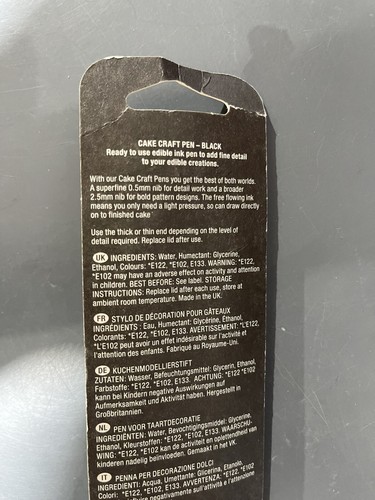 CAKE CRAFT PEN – BLACK
Ready to use edible ink pen to add fine detail
to your edible creations.
With our Cake Craft Pens you get the best of both worlds.
A superfine 0.5mm nib for detail work and a broader
2.5mm nib for bold pattern designs. The free flowing ink
means you only need a light pressure, so can draw directly
on to finished cake
Use the thick or thin end depending on the level of
detail required. Replace lid after use.
UK INGREDIENTS: Water, Humectant: Glycerine,
Ethanol, Colours: *E122, *E102, E133. WARNING: *E122,
*E102 may have an adverse effect on activity and attention
in children. BEST BEFORE: See label. STORAGE
INSTRUCTIONS: Replace lid after each use, store at
ambient room temperature. Made in the UK.
FR STYLO DE DÉCORATION POUR GÂTEAUX
INGRÉDIENTS : Eau, Humectant: Glycérine, Éthanol,
Colorants: *E122, *E102, E133. AVERTISSEMENT: *L'E122,
*L'E102 peut avoir un effet indésirable sur l'activité et
l'attention des enfants. Fabriqué au Royaume-Uni.
DE KUCHENMODELLIERSTIFT
ZUTATEN: Wasser, Befeuchtungsmittel: Glycerin, Ethanol,
Farbstoffe: *E122, *E102, E133. ACHTUNG: *E122 *E102
kann bei Kindern negative Auswirkungen auf
Aufmerksamkeit und Aktivität haben. Hergestellt in
Großbritannien.
NL PEN VOOR TAARTDECORATIE
INGREDIËNTEN: Water, Bevochtigingsmiddel: Glycerine,
Ethanol, Kleurstoffen: *E122, *E102, E133. WAARSCHU-
WING: *E122, *E102 kan de activiteit en oplettendheid van
kinderen nadelig beïnvloeden. Gemaakt in het VK.
IT PENNA PER DECORAZIONE DOLCI
INGREDIENTI: Acqua, Umettante: Glicerina, Etanolo,
Colori: *E122, *E102, E133. AVVERTENZA: *E122, *E102
influire negativamente sull'attività e